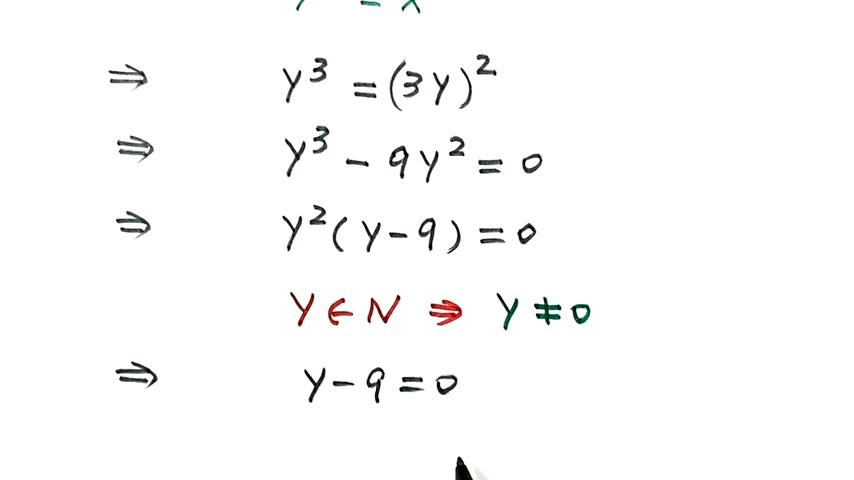 ⇒ y³ = (3y)²
⇒ y³ - 9y² = 0
⇒ y²(y-9) = 0
y ∈ N ⇒ y ≠ 0
⇒ y-9=0